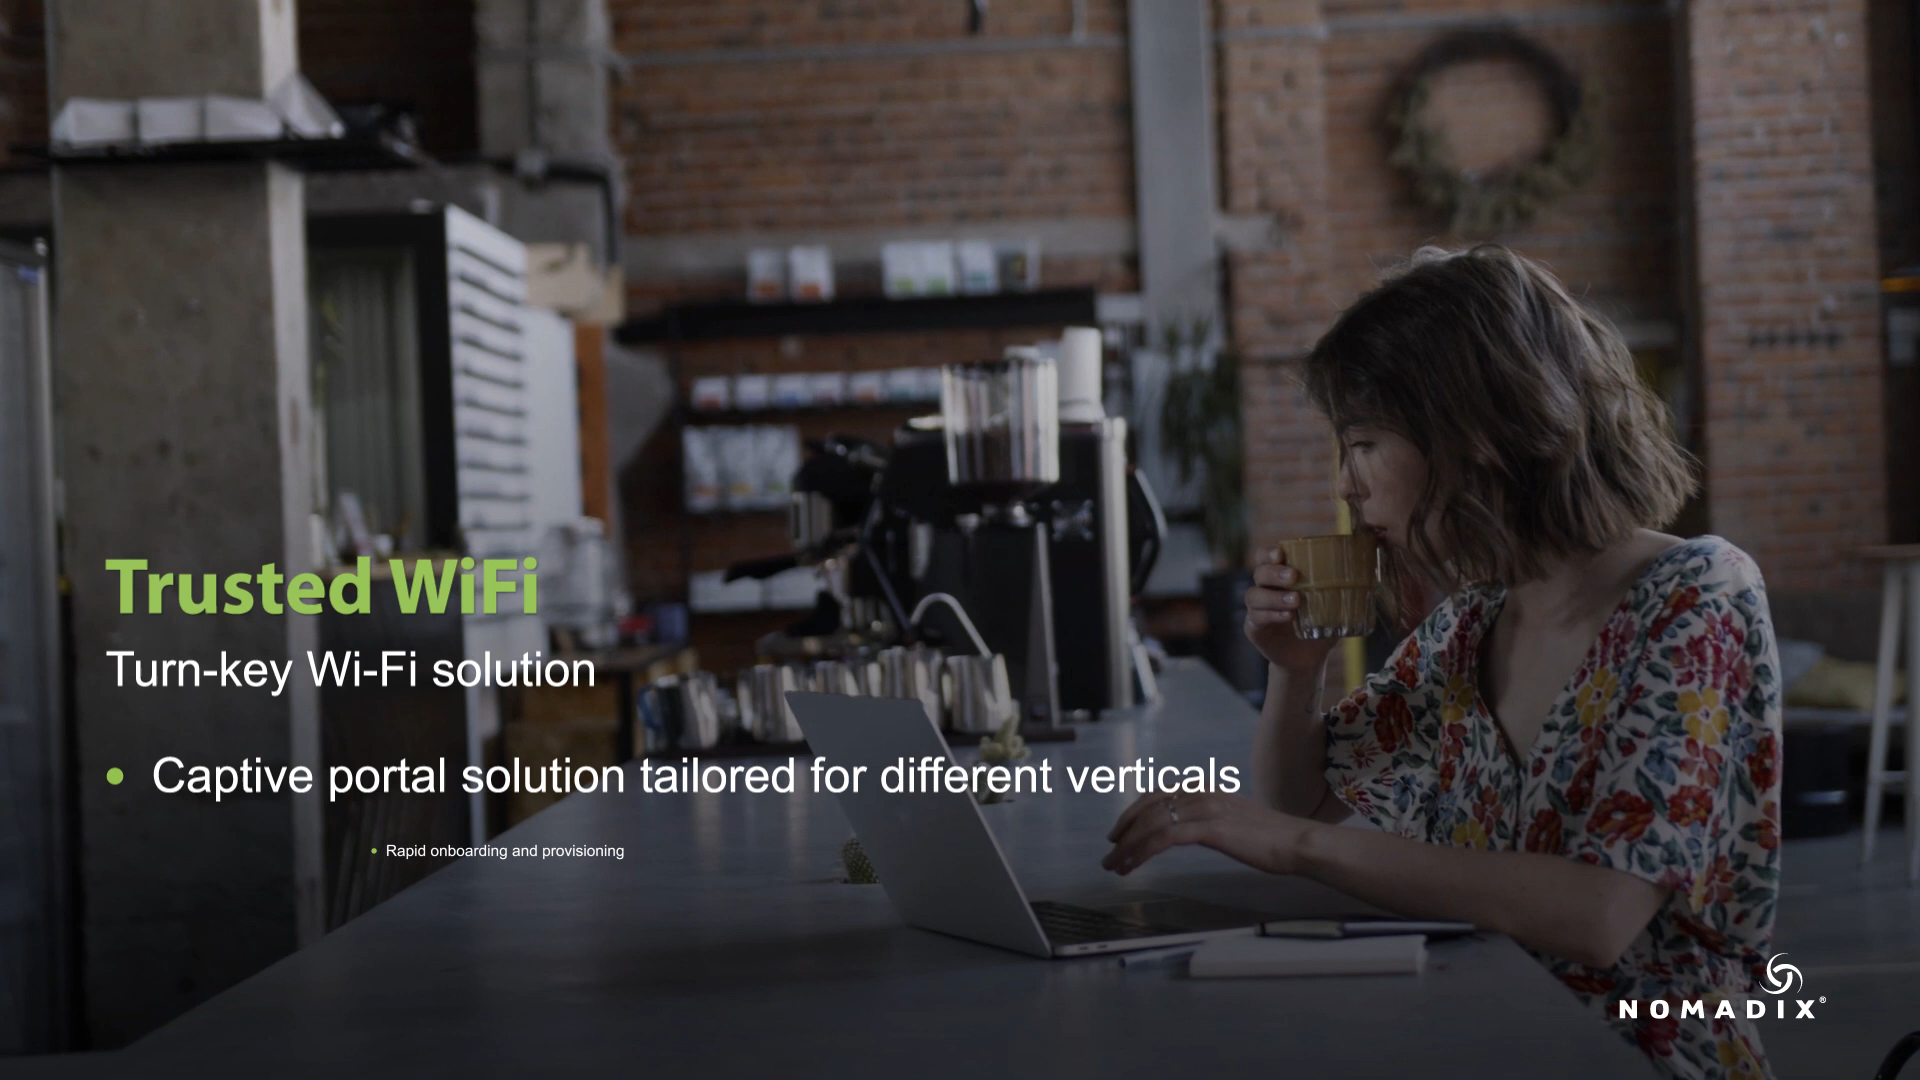 Trusted WiFi
Turn-key Wi-Fi solution
• Captive portal solution tailored for different verticals
• Rapid onboarding and provisioning
NOMADIX®